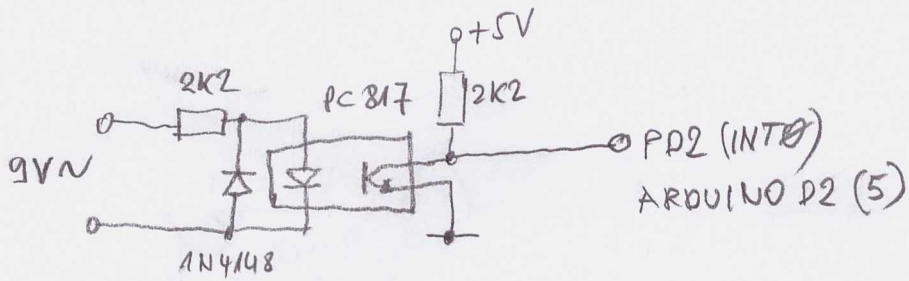 +5V
2K2
PC817
2K2
9V~
PD2 (INT0)
ARDUINO D2 (5)
1N4148